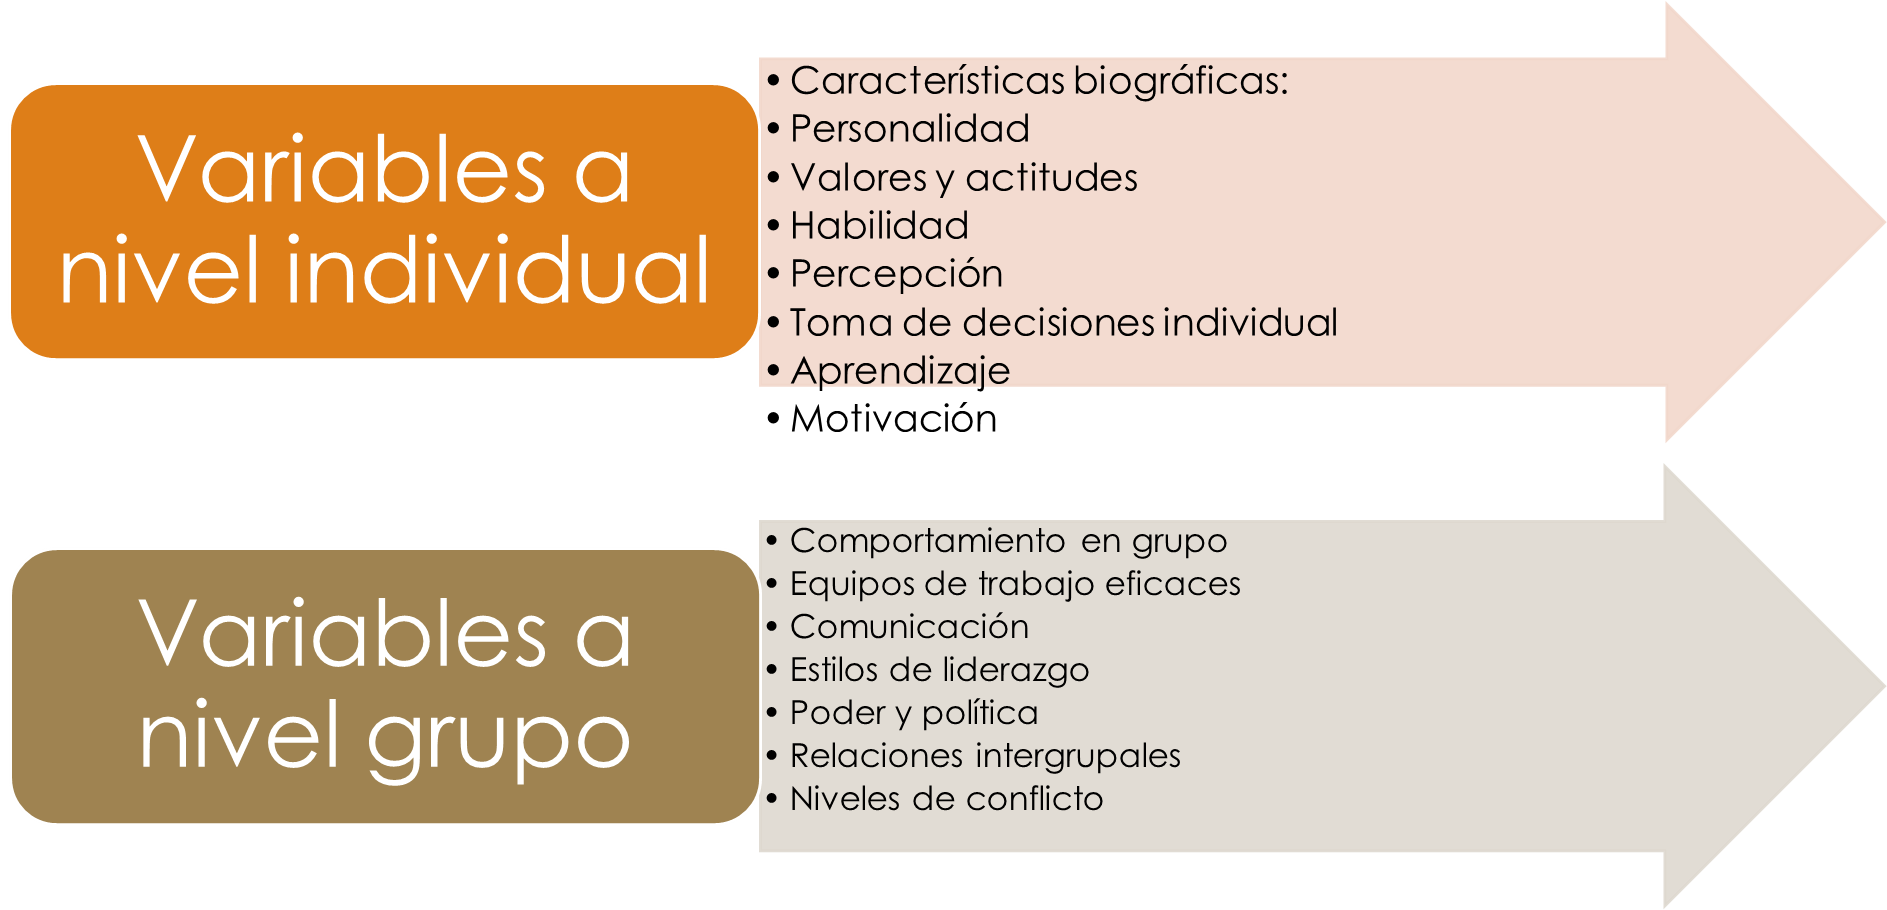 Variables a
nivel individual
• Características biográficas:
• Personalidad
• Valores y actitudes
• Habilidad
• Percepción
• Toma de decisiones individual
• Aprendizaje
• Motivación
Variables a
nivel grupo
• Comportamiento en grupo
• Equipos de trabajo eficaces
• Comunicación
• Estilos de liderazgo
• Poder y política
• Relaciones intergrupales
• Niveles de conflicto